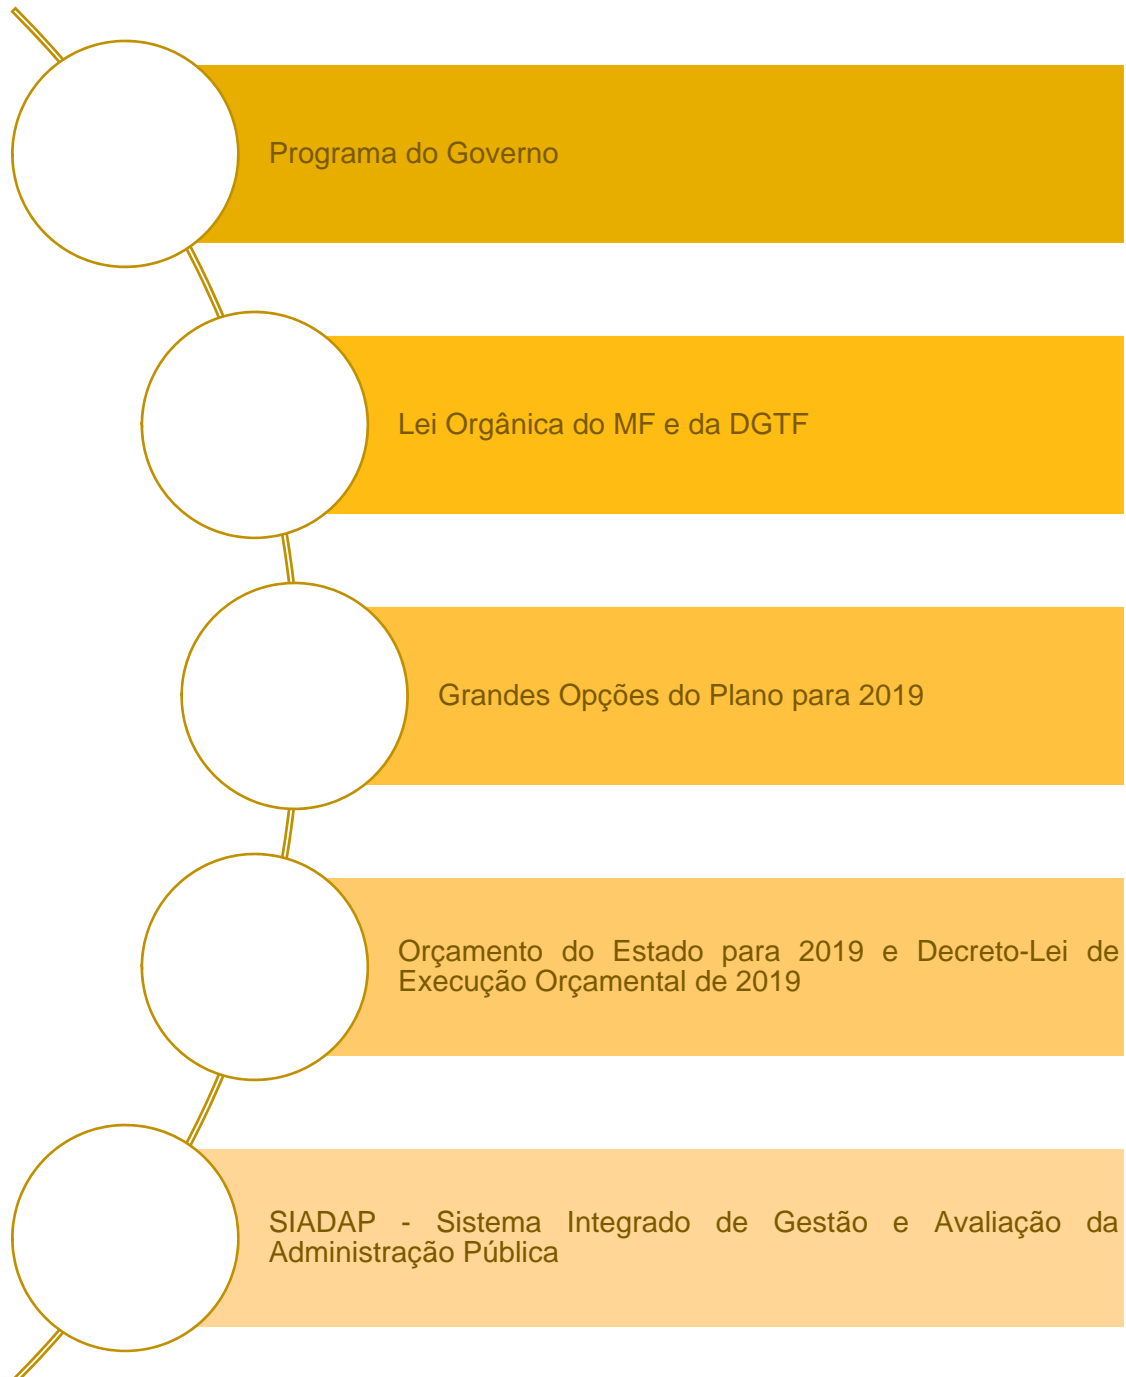 Programa do Governo
Lei Orgânica do MF e da DGTF
Grandes Opções do Plano para 2019
Orçamento do Estado para 2019 e Decreto-Lei de
Execução Orçamental de 2019
SIADAP - Sistema Integrado de Gestão e Avaliação da
Administração Pública